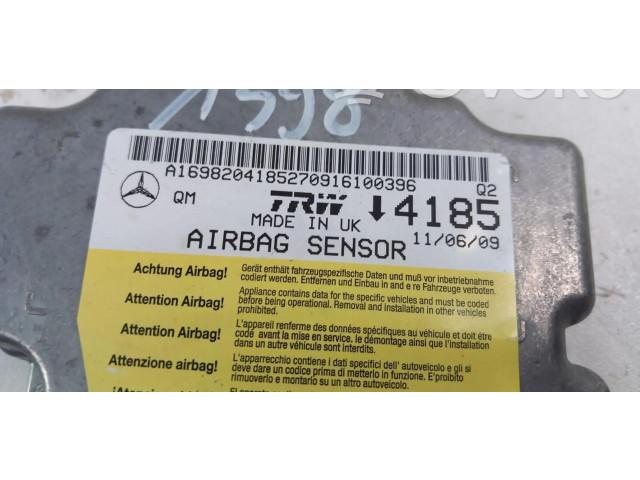 1398
A1698204185270916100396
Q2
QM
TRW
4185
MADE IN UK
AIRBAG SENSOR
11/06/09
Achtung Airbag!
Gerät enthält fahrzeugspezifische Daten und muß vor inbetriebnahme
codiert werden. Entfernen und Einbau in and e re Fahrzeuge verboten.
Attention Airbag!
Appliance contains data for the specific vehicles and must be coded
before being operational. Removal and installation in other vehicles
prohibited.
Attention Airbag!
L'appareil renferme des données spécifiques au véhicule et doit être
codé avant la mise en service. le démontage ainsi que l'installation
dans un autre véhicule sont interdits.
Attenzione airbag!
L'apparecchio contiene i dati specifici dell' autoveicolo e gli si
deve dare un codice prima di metterlo in funzione. E'proibito
rimuoverlo e montario su un altro autoveicolo.